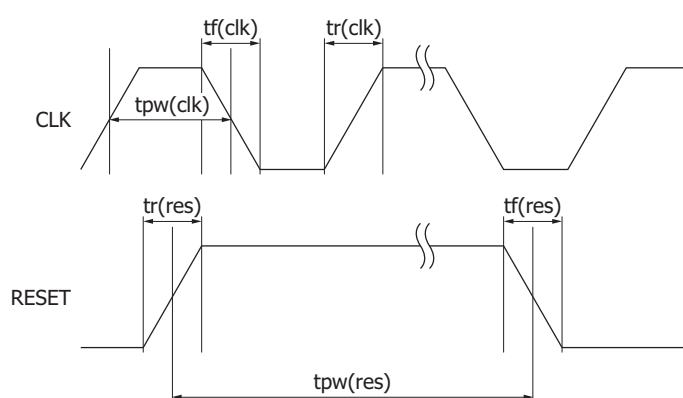 tf(clk) tr(clk)
tpw(clk)
CLK
tr(res) tf(res)
RESET
tpw(res)